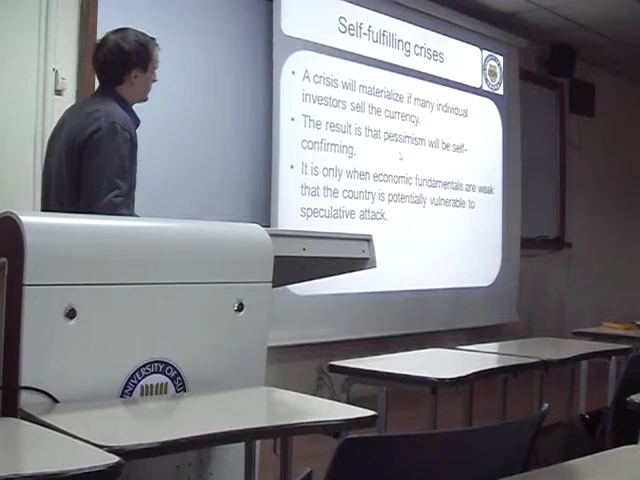 Self-fulfilling crises
• A crisis will materialize if many individual
investors sell the currency.
• The result is that pessimism will be self-
confirming.
• It is only when economic fundamentals are weak
that the country is potentially vulnerable to
speculative attack.
UNIVERSITY OF SU